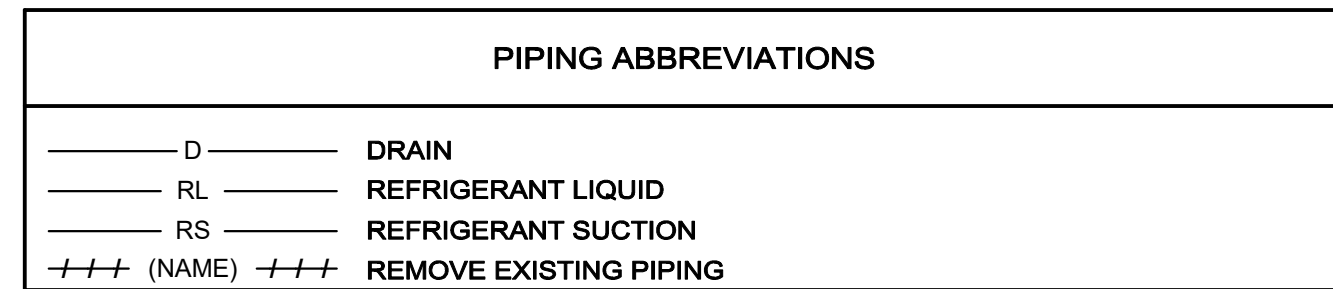 PIPING ABBREVIATIONS
D DRAIN
RL REFRIGERANT LIQUID
RS REFRIGERANT SUCTION
(NAME) REMOVE EXISTING PIPING